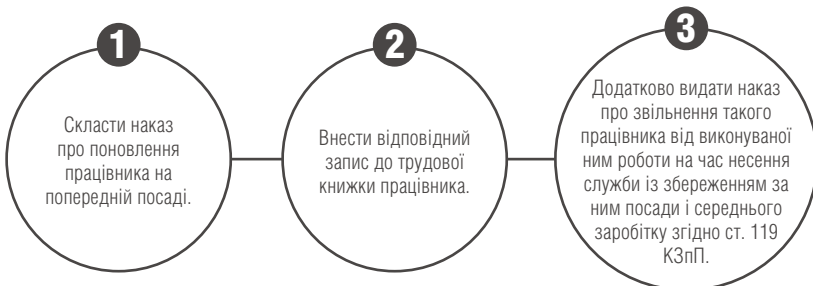 1
Скласти наказ
про поновлення
працівника на
попередній посаді.
2
Внести відповідний
запис до трудової
книжки працівника.
3
Додатково видати наказ
про звільнення такого
працівника від виконуваної
ним роботи на час несення
служби із збереженням за
ним посади і середнього
заробітку згідно ст. 119
КЗпП.